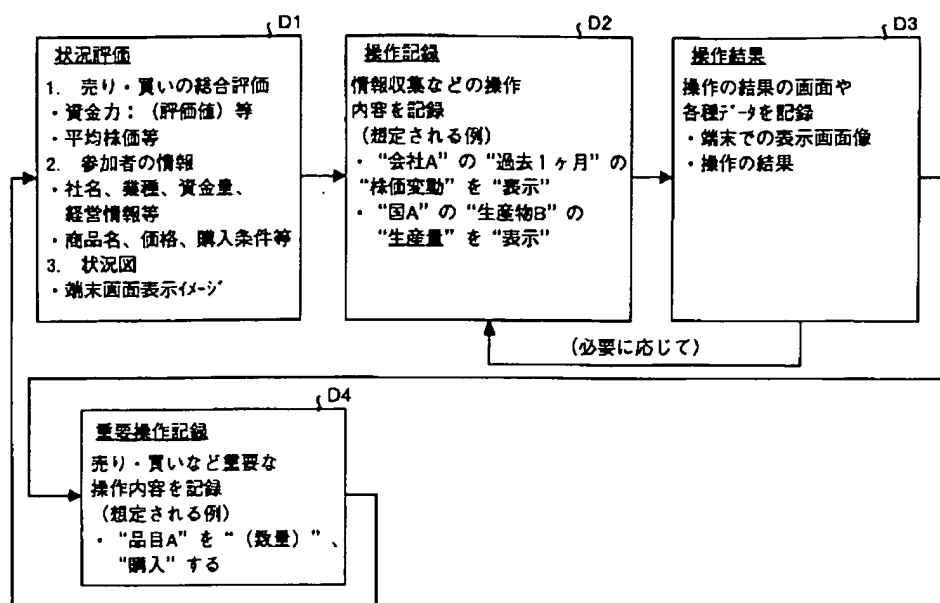 D1
状況評価
1. 売り・買いの総合評価
・資金力：（評価値）等
・平均株価等
2. 参加者の情報
・社名、業種、資金量、
経営情報等
・商品名、価格、購入条件等
3. 状況図
・端末画面表示ｲﾒｰｼﾞ
D2
操作記録
情報収集などの操作
内容を記録
（想定される例）
・“会社A”の“過去1ヶ月”の
“株価変動”を“表示”
・“国A”の“生産物B”の
“生産量”を“表示”
D3
操作結果
操作の結果の画面や
各種ﾃﾞｰﾀを記録
・端末での表示画面像
・操作の結果
（必要に応じて）
D4
重要操作記録
売り・買いなど重要な
操作内容を記録
（想定される例）
・“品目A”を“（数量）”、
“購入”する